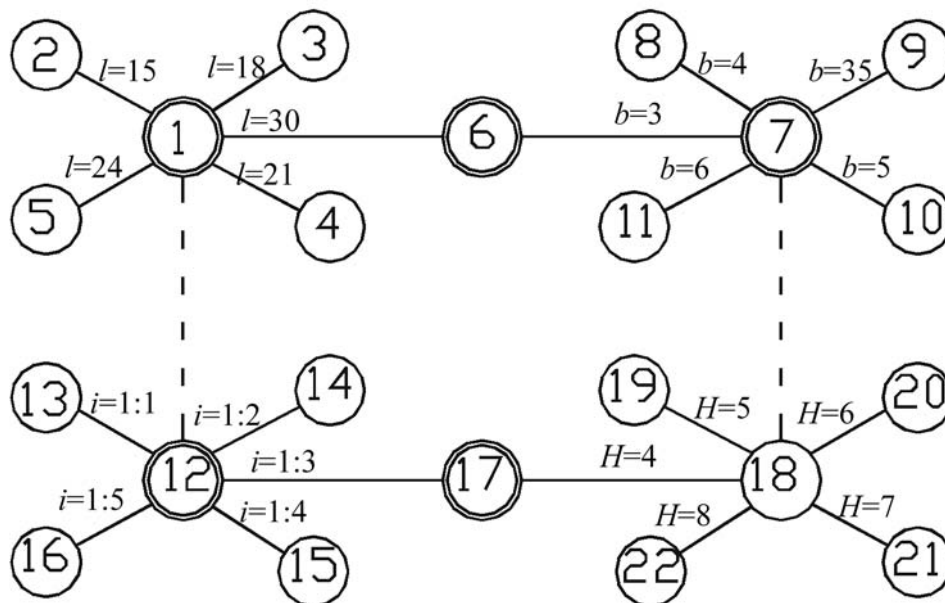 2
3
8
9
l=15
l=18
b=4
b=35
1
l=30
6
b=3
7
l=24
l=21
b=6
b=5
5
4
11
10
13
14
19
20
i=1:1
i=1:2
H=5
H=6
12
i=1:3
17
H=4
18
i=1:5
i=1:4
H=8
H=7
16
15
22
21